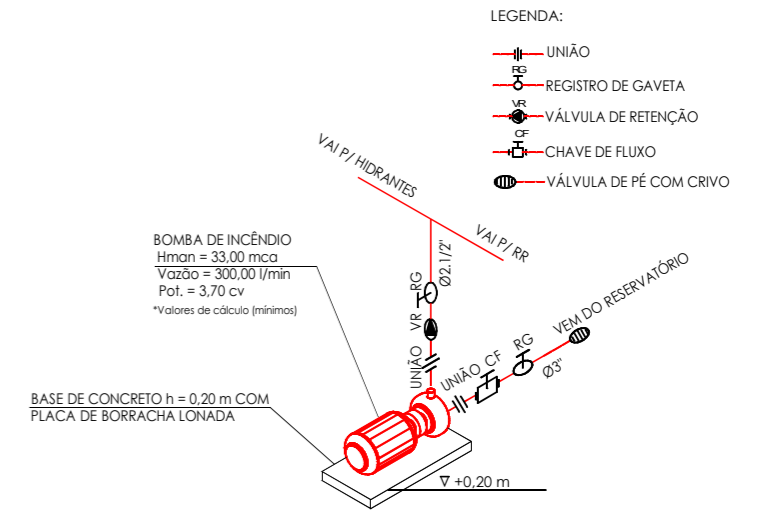 LEGENDA:
UNIÃO
RG
REGISTRO DE GAVETA
VR
VÁLVULA DE RETENÇÃO
CF
CHAVE DE FLUXO
VÁLVULA DE PÉ COM CRIVO
VAI P/ HIDRANTES
VAI P/ RR
Ø2.1/2"
RG
VR
UNIÃO
BOMBA DE INCÊNDIO
Hman = 33,00 mca
Vazão = 300,00 l/min
Pot. = 3,70 cv
*Valores de cálculo (mínimos)
VEM DO RESERVATÓRIO
Ø3"
RG
CF
UNIÃO
BASE DE CONCRETO h = 0,20 m COM
PLACA DE BORRACHA LONADA
∇ +0,20 m